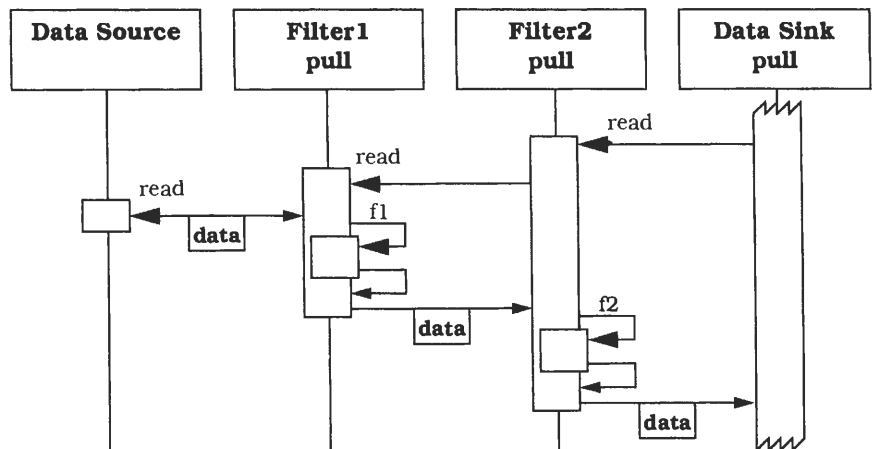 Data Source
Filter1
pull
Filter2
pull
Data Sink
pull
read
read
read
f1
data
data
f2
data